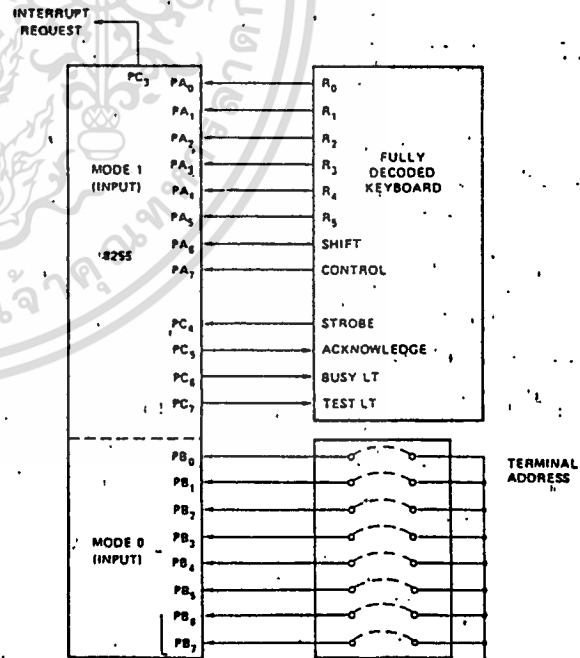 INTERRUPT
REQUEST
PC3
PA0
R0
PA1
R1
PA2
R2
PA3
R3
PA4
R4
PA5
R5
PA6
SHIFT
PA7
CONTROL
MODE 1
(INPUT)
8255
FULLY
DECODED
KEYBOARD
PC4
STROBE
PC5
ACKNOWLEDGE
PC6
BUSY LT
PC7
TEST LT
PB0
PB1
PB2
PB3
PB4
PB5
PB6
PB7
MODE 0
(INPUT)
TERMINAL
ADDRESS